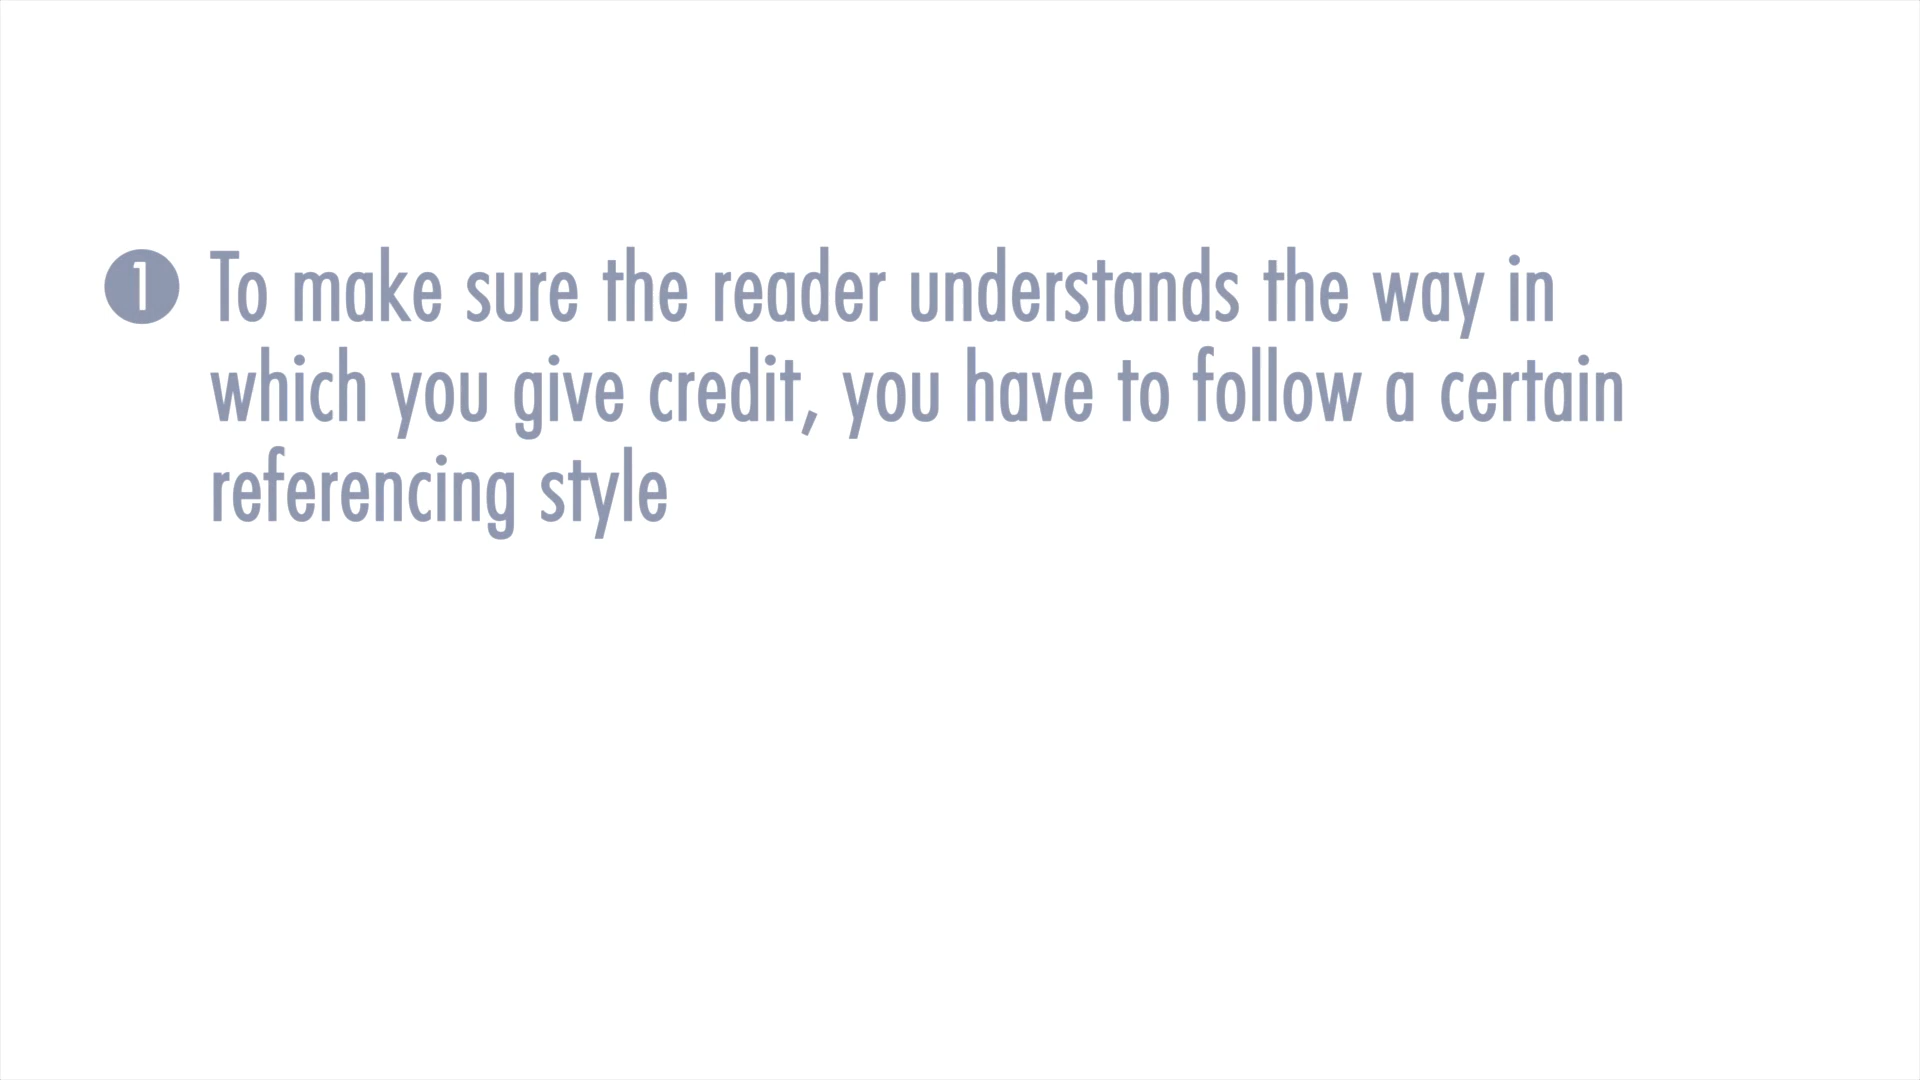 1 To make sure the reader understands the way in
which you give credit, you have to follow a certain
referencing style